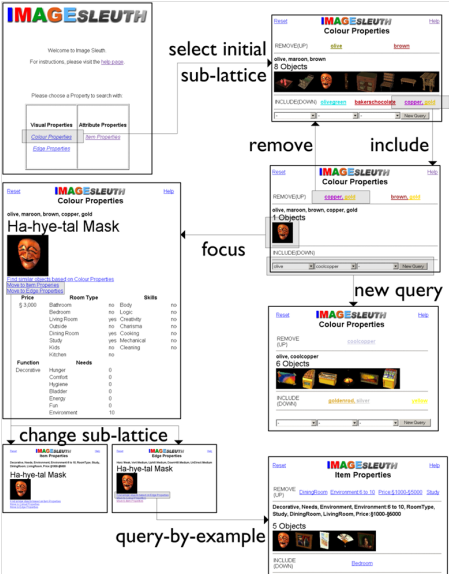 IMAGESLEUTH
Welcome to Image Sleuth
For instructions, please visit the help page.
Please choose a Property to search with:
Visual Properties Attribute Properties
Colour Properties Item Properties
Edge Properties
select initial
sub-lattice
Reset IMAGESLEUTH Help
Colour Properties
REMOVE(UP) olive brown
olive, maroon, brown
8 Objects
INCLUDE(DOWN) olivegreen bakerschocolate copper, gold
New Query
remove include
Reset IMAGESLEUTH Help
Colour Properties
REMOVE(UP) copper, gold brown, gold
olive, maroon, brown, copper, gold
1 Objects
INCLUDE(DOWN)
olive coolcopper New Query
focus
Reset IMAGESLEUTH Help
Colour Properties
olive, maroon, brown, copper, gold
Ha-hye-tal Mask
Find similar objects based on Colour Properties
Move to Item Properties
Move to Edge Properties
Price Room Type Skills
§ 3,000 Bathroom no Body no
Bedroom no Logic no
Living Room yes Creativity no
Outside no Charisma no
Dining Room yes Cooking no
Study yes Mechanical no
Kids no Cleaning no
Kitchen no
Function Needs
Decorative Hunger 0
Comfort 0
Hygiene 0
Bladder 0
Energy 0
Fun 0
Environment 10
new query
Reset IMAGESLEUTH Help
Colour Properties
REMOVE (UP) coolcopper
olive, coolcopper
6 Objects
INCLUDE (DOWN) goldenrod, silver
New Query
change sub-lattice
IMAGESLEUTH
Item Properties
Ha-hye-tal Mask
IMAGESLEUTH
Edge Properties
Ha-hye-tal Mask
query-by-example
Reset IMAGESLEUTH Help
Item Properties
REMOVE (UP) DiningRoom Environment:6 to 10 Price:§1000-§5000 Study
Decorative, Needs, Environment, Environment:6 to 10, RoomType,
Study, DiningRoom, LivingRoom, Price:§1000-§5000
5 Objects
INCLUDE (DOWN) Bedroom